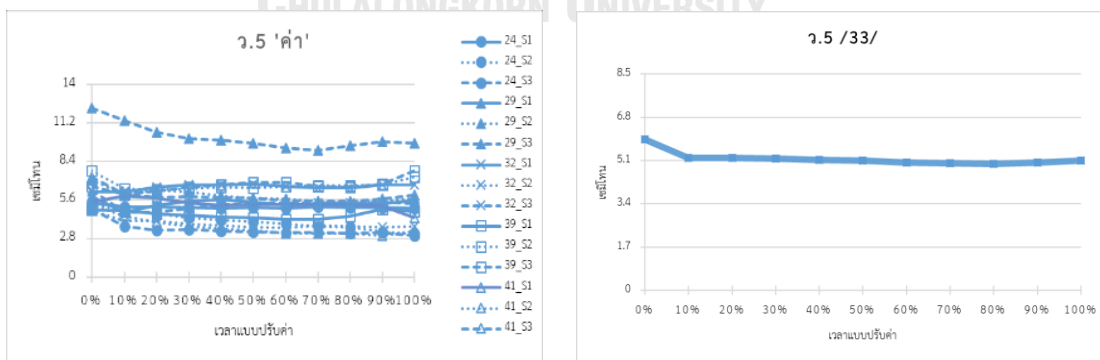 CHULALONGKORN UNIVERSITY
ว.5 'ค่า'
14
11.2
8.4
5.6
2.8
0
เซมิโทน
0% 10% 20% 30% 40% 50% 60% 70% 80% 90% 100%
เวลาแบบปรับค่า
24_S1
24_S2
24_S3
29_S1
29_S2
29_S3
32_S1
32_S2
32_S3
39_S1
39_S2
39_S3
41_S1
41_S2
41_S3
ว.5 /33/
8.5
6.8
5.1
3.4
1.7
0
เซมิโทน
0% 10% 20% 30% 40% 50% 60% 70% 80% 90% 100%
เวลาแบบปรับค่า